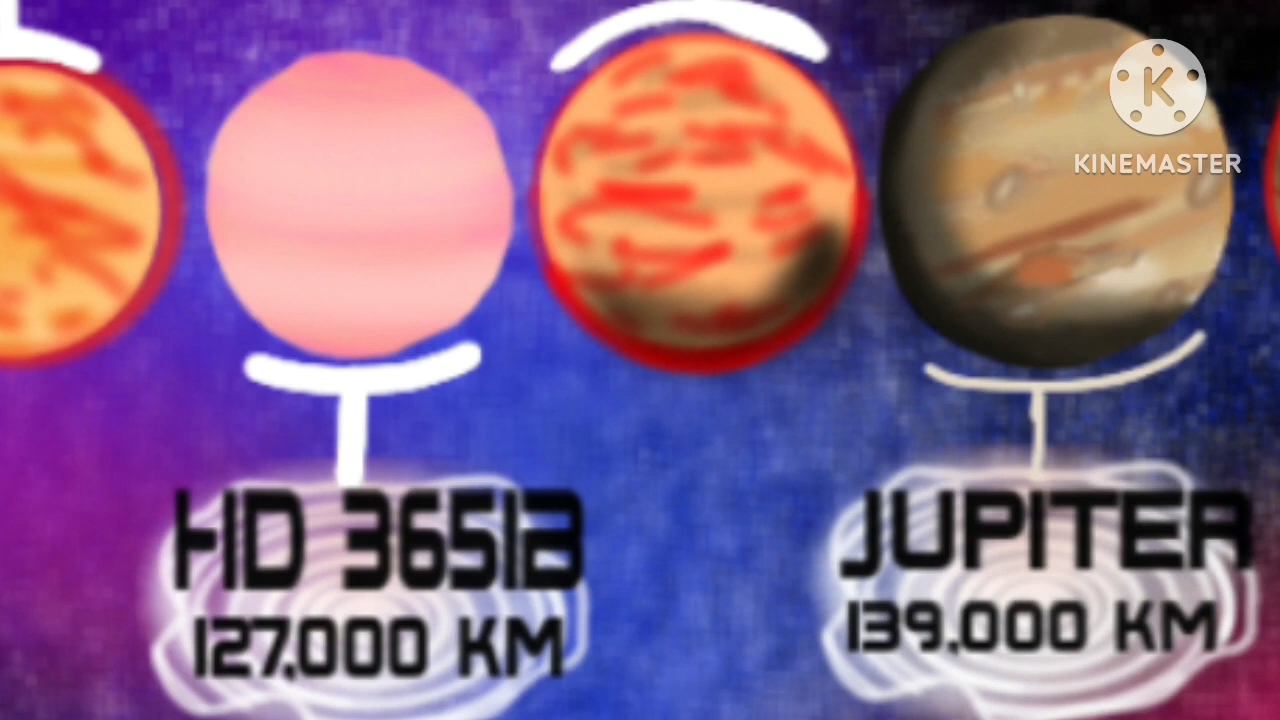 K
KINEMASTER
HD 3651B
127,000 KM
JUPITER
139,000 KM